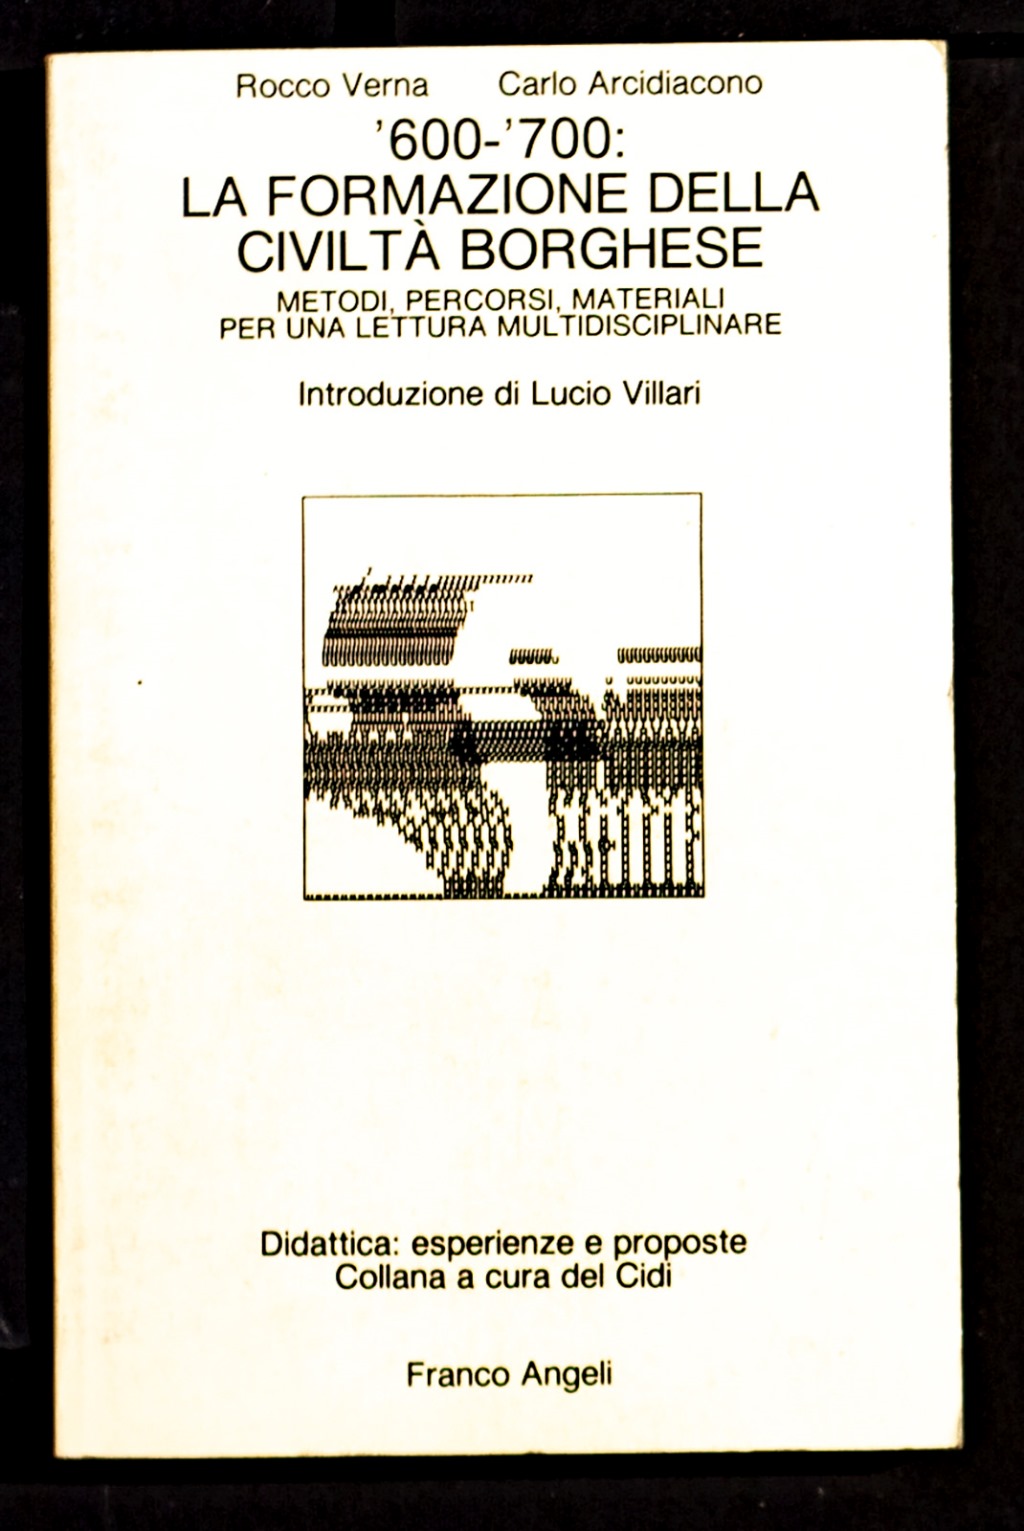 Rocco Verna Carlo Arcidiacono
'600-'700:
LA FORMAZIONE DELLA
CIVILTÀ BORGHESE
METODI, PERCORSI, MATERIALI
PER UNA LETTURA MULTIDISCIPLINARE
Introduzione di Lucio Villari
Didattica: esperienze e proposte
Collana a cura del Cidi
Franco Angeli